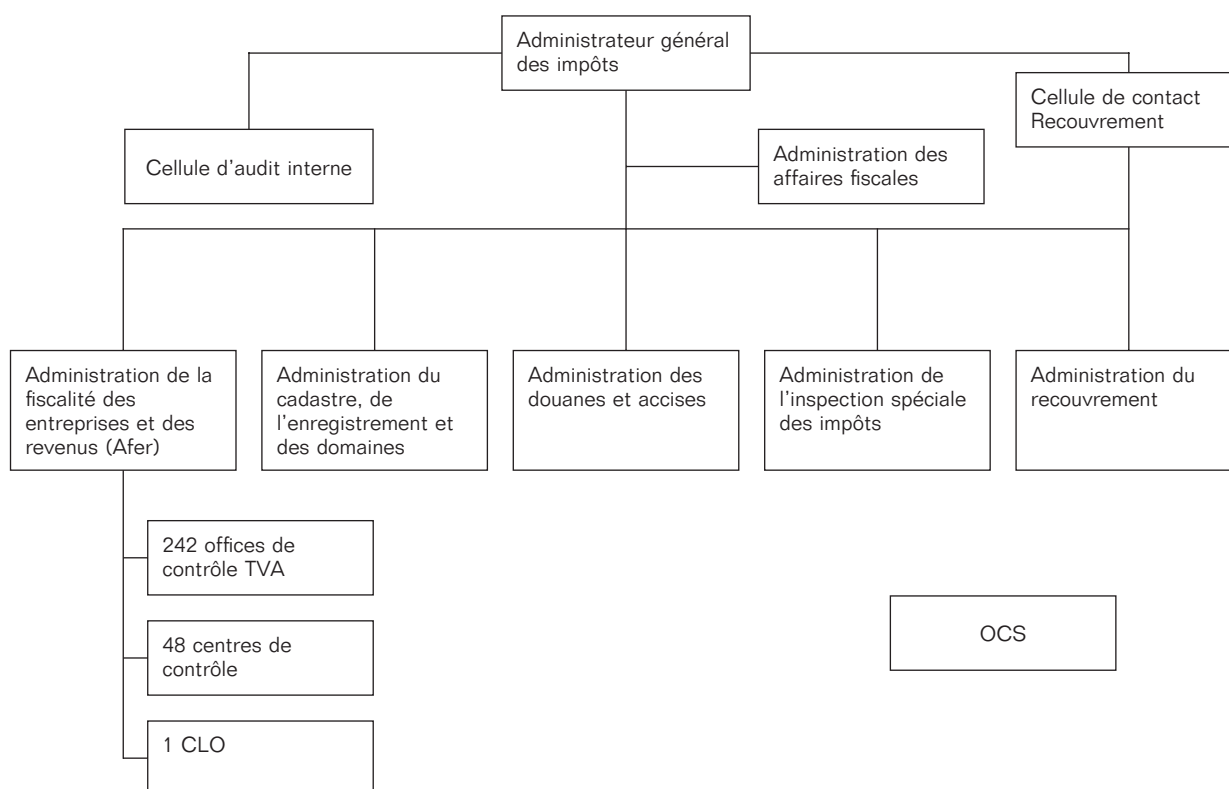 Administrateur général
des impôts
Cellule de contact
Recouvrement
Cellule d'audit interne
Administration des
affaires fiscales
Administration de la
fiscalité des
entreprises et des
revenus (Afer)
Administration du
cadastre, de
l'enregistrement et
des domaines
Administration des
douanes et accises
Administration de
l'inspection spéciale
des impôts
Administration du
recouvrement
242 offices de
contrôle TVA
48 centres de
contrôle
1 CLO
OCS